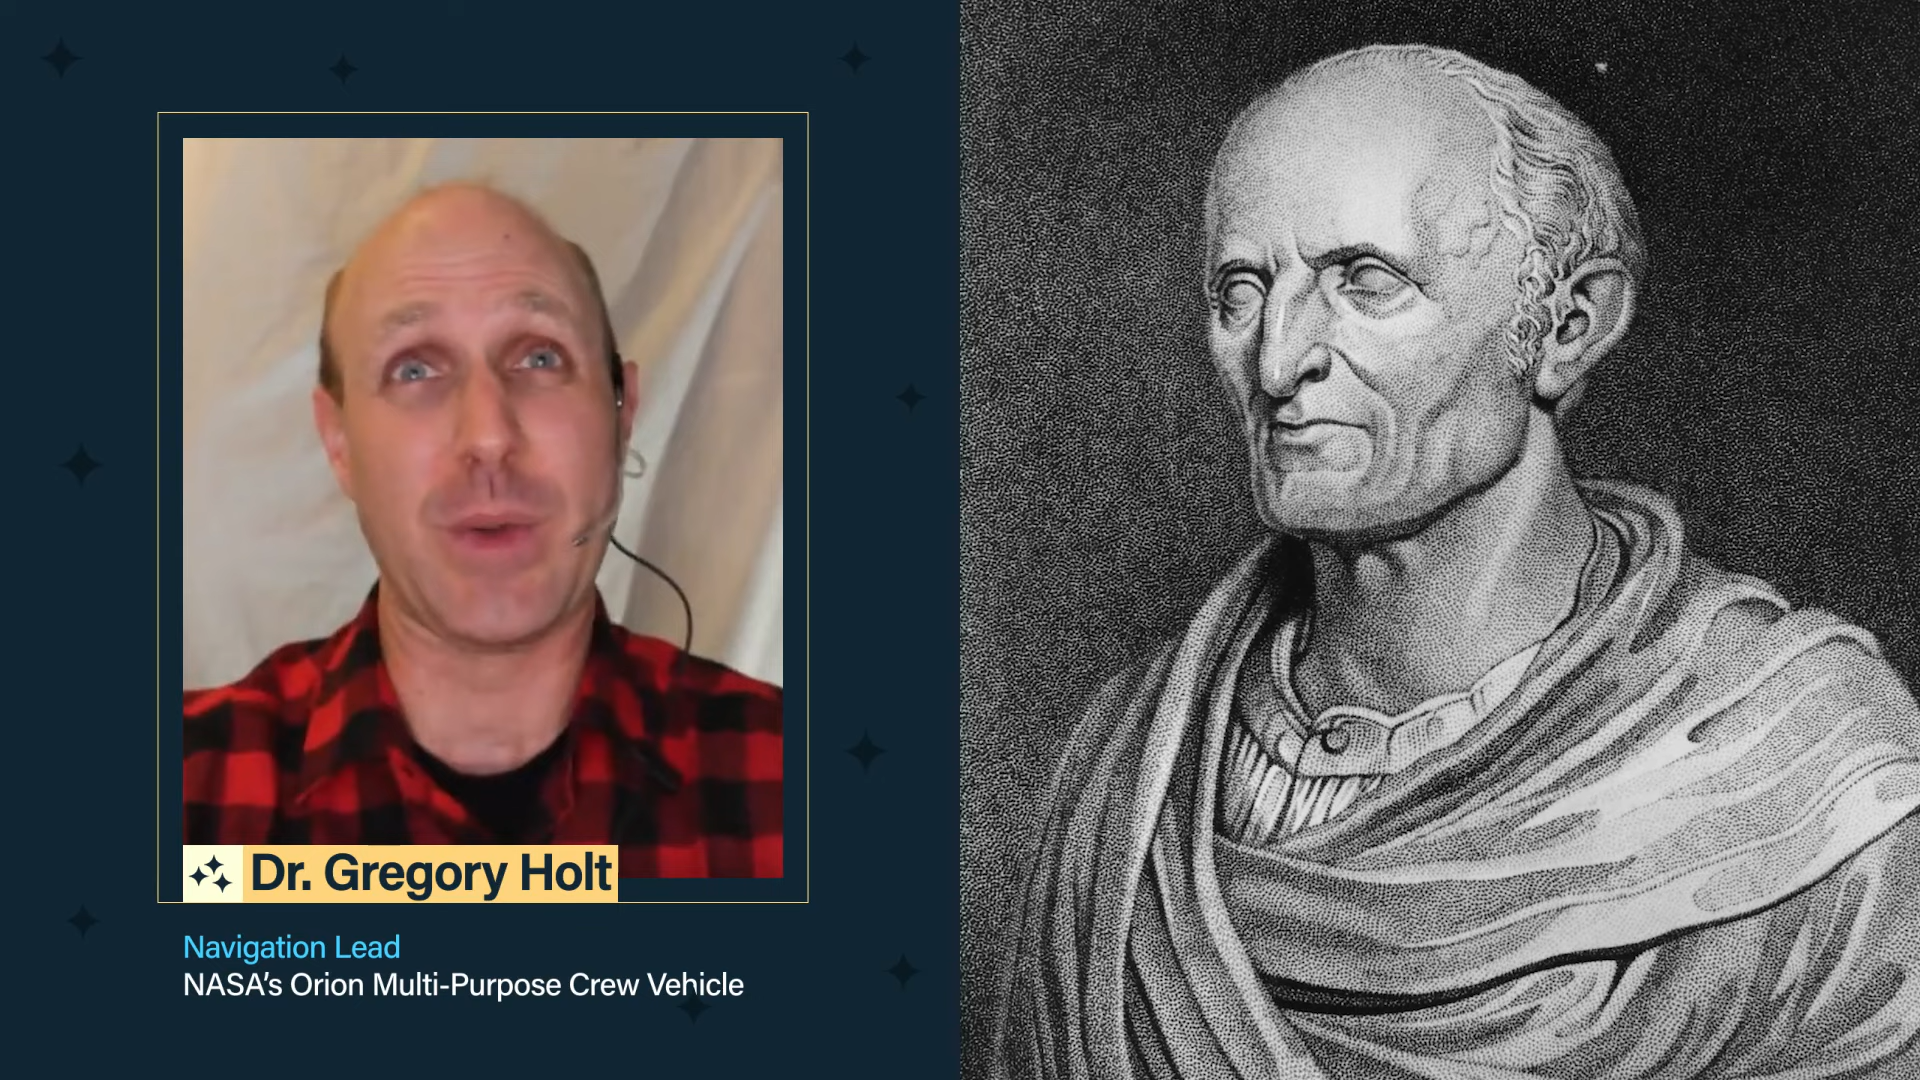 Dr. Gregory Holt
Navigation Lead
NASA's Orion Multi-Purpose Crew Vehicle